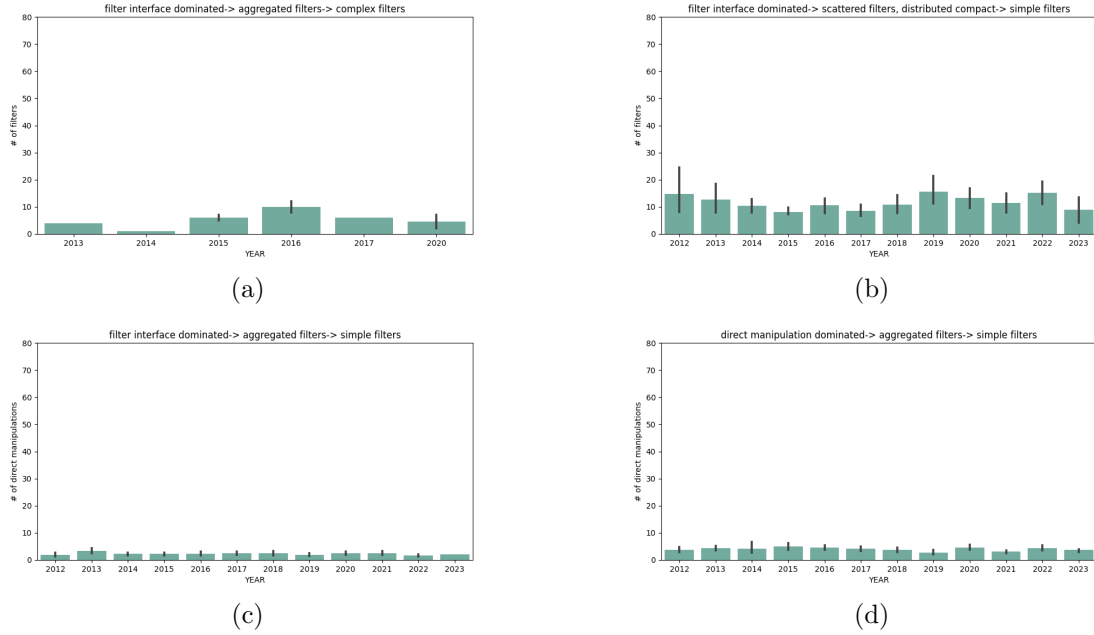 filter interface dominated-> aggregated filters-> complex filters
80
70
60
50
40
30
20
10
0
# of filters
2013 2014 2015 2016 2017 2020
YEAR
(a)
filter interface dominated-> scattered filters, distributed compact-> simple filters
80
70
60
50
40
30
20
10
0
# of filters
2012 2013 2014 2015 2016 2017 2018 2019 2020 2021 2022 2023
YEAR
(b)
filter interface dominated-> aggregated filters-> simple filters
80
70
60
50
40
30
20
10
0
# of direct manipulations
2012 2013 2014 2015 2016 2017 2018 2019 2020 2021 2022 2023
YEAR
(c)
direct manipulation dominated-> aggregated filters-> simple filters
80
70
60
50
40
30
20
10
0
# of direct manipulations
2012 2013 2014 2015 2016 2017 2018 2019 2020 2021 2022 2023
YEAR
(d)